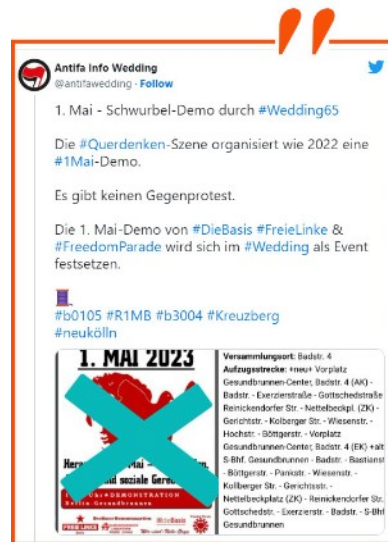 Antifa Info Wedding
@antifawedding · Follow
1. Mai - Schwurbel-Demo durch #Wedding65
Die #Querdenken-Szene organisiert wie 2022 eine
#1Mai-Demo.
Es gibt keinen Gegenprotest.
Die 1. Mai-Demo von #DieBasis #FreieLinke &
#FreedomParade wird sich im #Wedding als Event
festsetzen.
#b0105 #R1MB #b3004 #Kreuzberg
#neukölln
1. MAI 2023
und soziale
DEMONSTRATION
FREIE LINKE
dieBasis
Versammlungsort: Badstr. 4
Aufzugsstrecke: +neu+ Vorplatz
Gesundbrunnen-Center, Badstr. 4 (AK) -
Badstr. - Exerzierstraße - Gottschedstraße
Reinickendorfer Str. - Nettelbeckpl. (ZK) -
Gerichtstr. - Kolberger Str. - Wiesenstr. -
Hochstr. - Böttgerstr. - Vorplatz
Gesundbrunnen-Center, Badstr. 4 (EK) +alt
S-Bhf. Gesundbrunnen - Badstr. - Bastianst
- Böttgerstr. - Pankstr. - Wiesenstr. -
Kollberger Str. - Gerichtsstr. -
Nettelbeckplatz (ZK) - Reinickendorfer Str.
Gottschedstr. - Exerzierstr. - Badstr. - S-Bhf
Gesundbrunnen